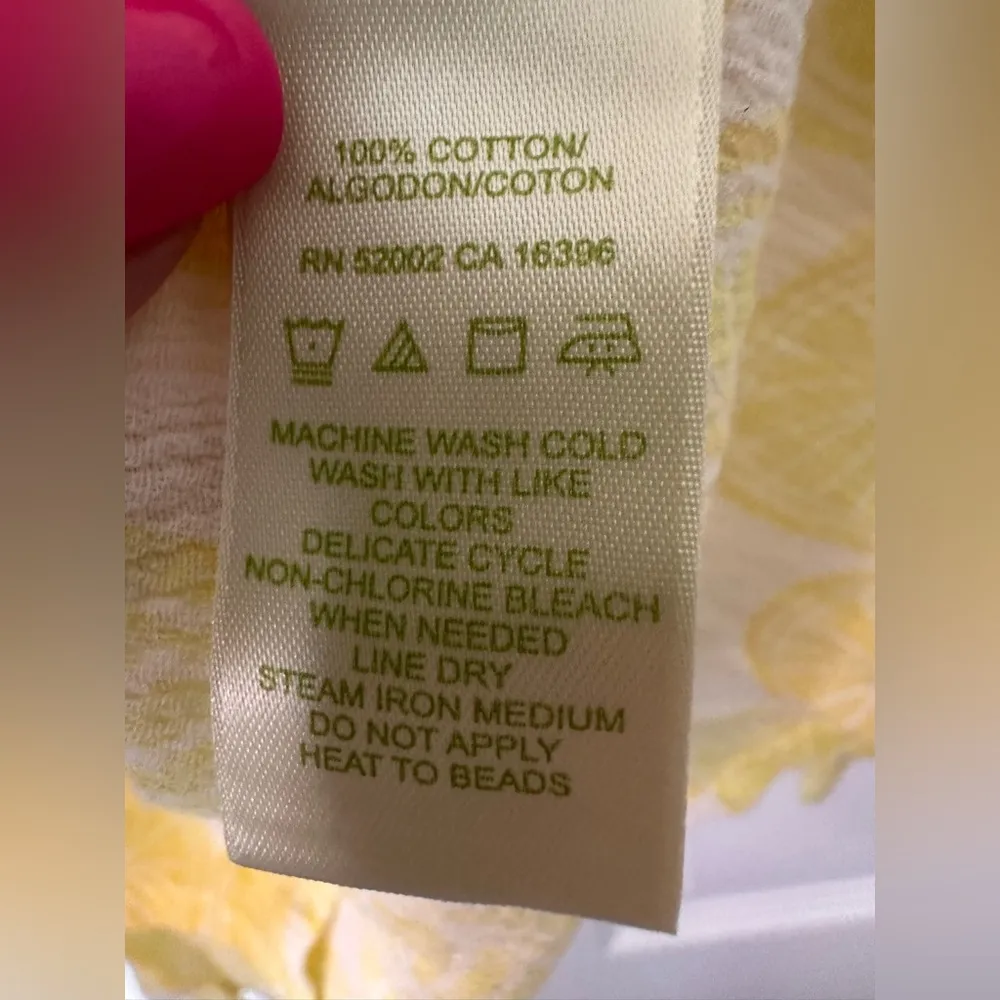 100% COTTON/
ALGODON/COTON
RN 52002 CA 16396
MACHINE WASH COLD
WASH WITH LIKE
COLORS
DELICATE CYCLE
NON-CHLORINE BLEACH
WHEN NEEDED
LINE DRY
STEAM IRON MEDIUM
DO NOT APPLY
HEAT TO BEADS